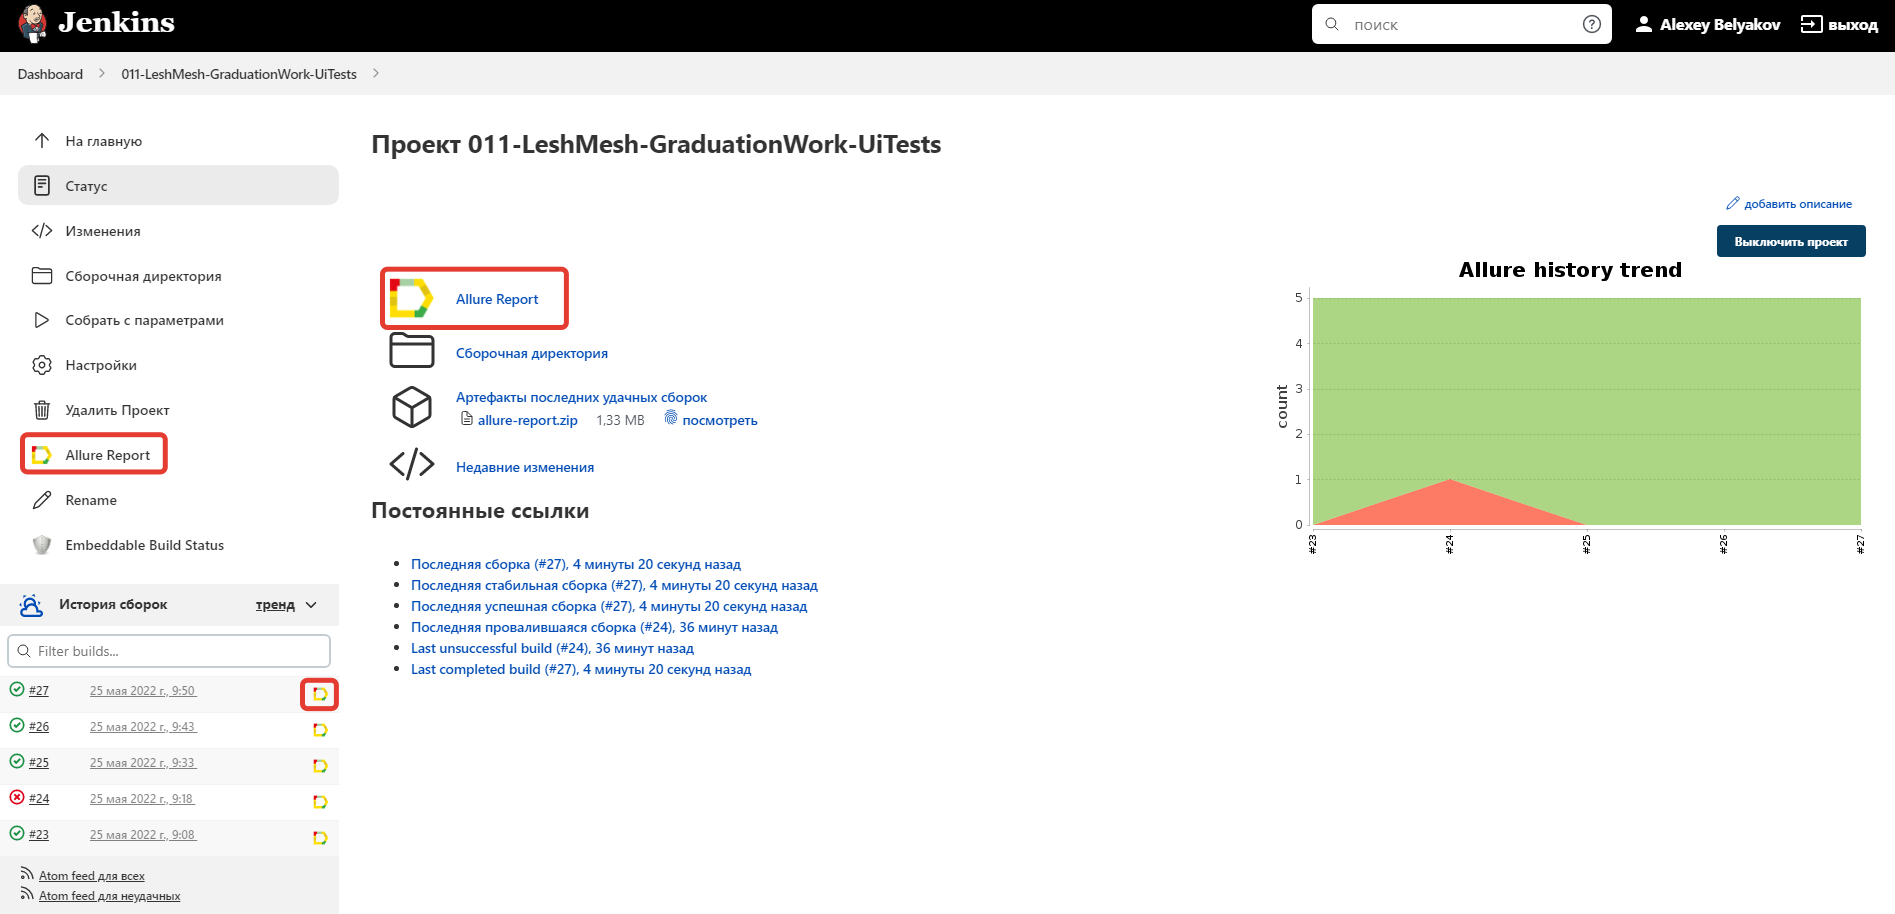 Jenkins
поиск
Alexey Belyakov
выход
Dashboard
011-LeshMesh-GraduationWork-UiTests
На главную
Статус
Изменения
Сборочная директория
Собрать с параметрами
Настройки
Удалить Проект
Allure Report
Rename
Embeddable Build Status
История сборок
тренд
Filter builds...
#27 25 мая 2022 г., 9:50
#26 25 мая 2022 г., 9:43
#25 25 мая 2022 г., 9:33
#24 25 мая 2022 г., 9:18
#23 25 мая 2022 г., 9:08
Atom feed для всех
Atom feed для неудачных
Проект 011-LeshMesh-GraduationWork-UiTests
добавить описание
Выключить проект
Allure Report
Сборочная директория
Артефакты последних удачных сборок
allure-report.zip 1,33 MB посмотреть
Недавние изменения
Постоянные ссылки
Последняя сборка (#27), 4 минуты 20 секунд назад
Последняя стабильная сборка (#27), 4 минуты 20 секунд назад
Последняя успешная сборка (#27), 4 минуты 20 секунд назад
Последняя провалившаяся сборка (#24), 36 минут назад
Last unsuccessful build (#24), 36 минут назад
Last completed build (#27), 4 минуты 20 секунд назад
Allure history trend
count
5
4
3
2
1
0
#23
#24
#25
#26
#27